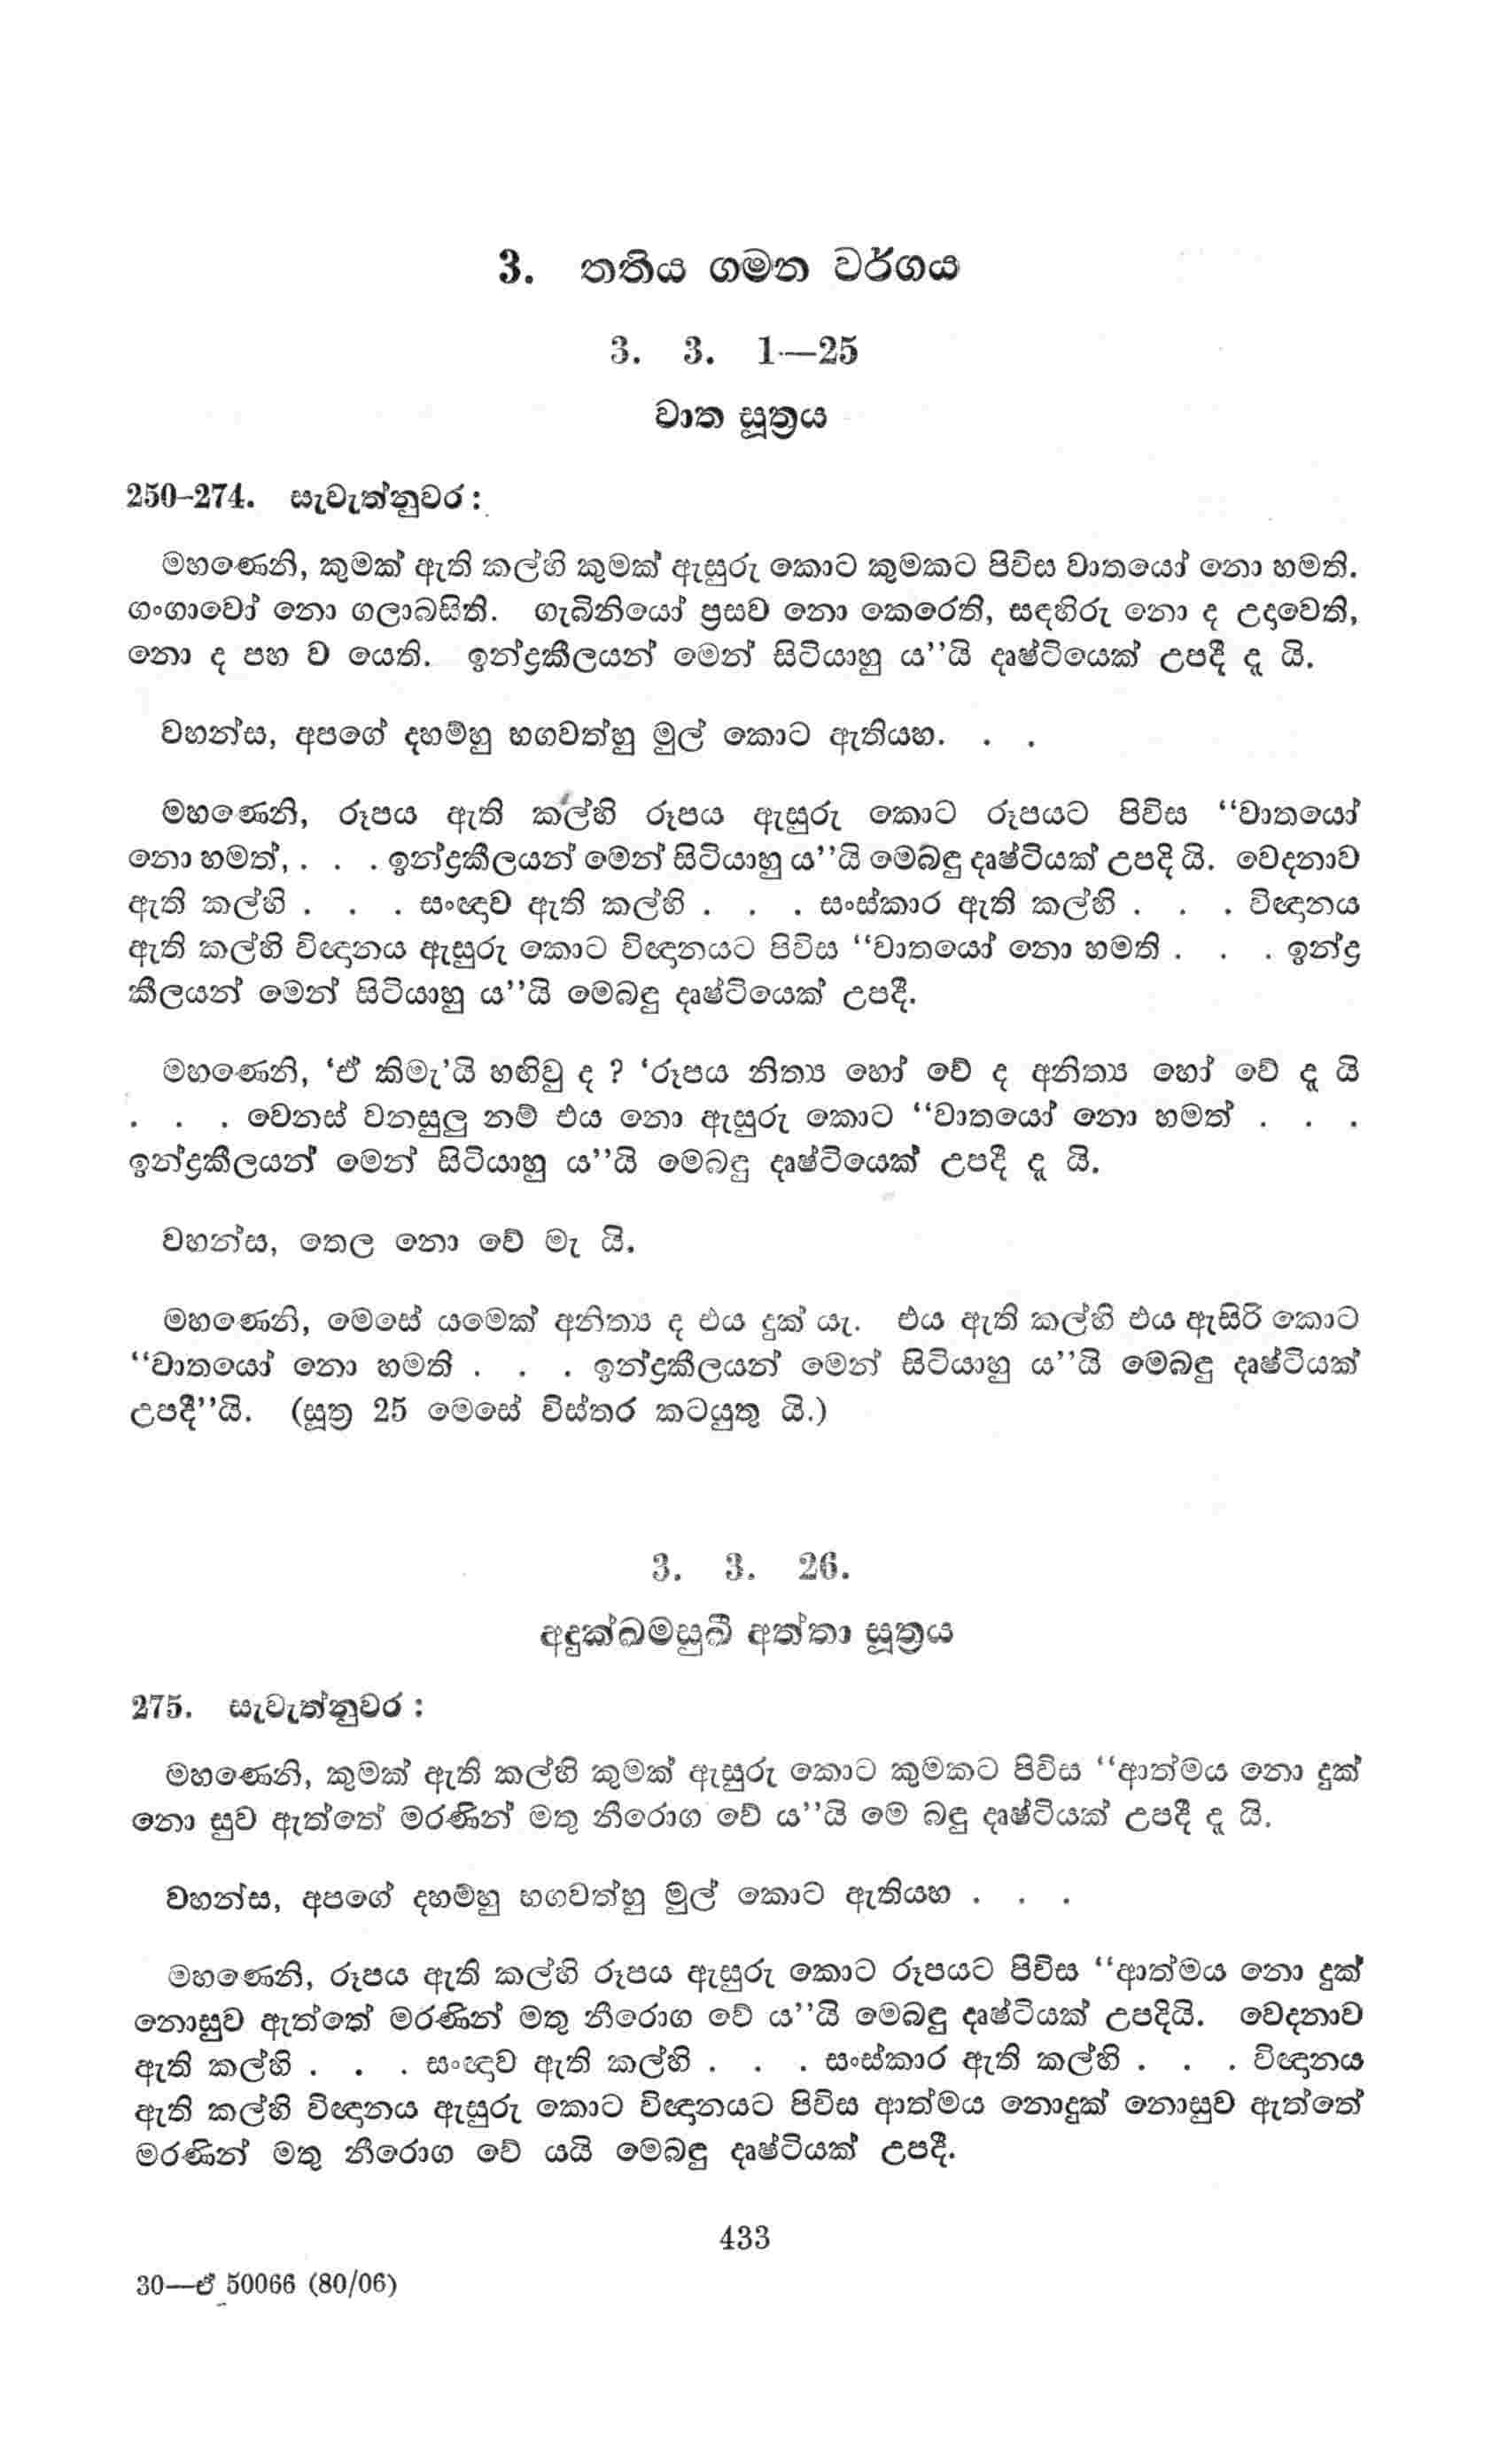 3. තතිය ගමන වර්ගය
3. 3. 1—25
වාත සූත්‍රය
250–274. සැවැත්නුවර :
මහණෙනි, කුමක් ඇති කල්හි කුමක් ඇසුරු කොට කුමකට පිවිස වාතයෝ නො හමති.
ගංගාවෝ නො ගලාබසිති. ගැබිනියෝ ප්‍රසව නො කෙරෙති, සඳහිරු නො ද උදාවෙති,
නො ද පහ ව යෙති. ඉන්ද්‍රකීලයන් මෙන් සිටියාහු ය’’යි දෘෂ්ටියෙක් උපදී දැ යි.
වහන්ස, අපගේ දහම්හු භගවත්හු මුල් කොට ඇතියහ. . .
මහණෙනි, රූපය ඇති කල්හි රූපය ඇසුරු කොට රූපයට පිවිස ‘‘වාතයෝ
නො හමත්, . . . ඉන්ද්‍රකීලයන් මෙන් සිටියාහු ය’’යි මෙබඳු දෘෂ්ටියක් උපදි යි. වෙදනාව
ඇති කල්හි . . . සංඥාව ඇති කල්හි . . . සංස්කාර ඇති කල්හි . . . විඥානය
ඇති කල්හි විඥානය ඇසුරු කොට විඥානයට පිවිස ‘‘වාතයෝ නො හමති . . . ඉන්ද්‍ර
කීලයන් මෙන් සිටියාහු ය’’යි මෙබඳු දෘෂ්ටියෙක් උපදී.
මහණෙනි, ‘ඒ කිමැ’යි හඟිවු ද ? ‘රූපය නිත්‍ය හෝ වේ ද අනිත්‍ය හෝ වේ දැ යි
. . . වෙනස් වනසුලු නම් එය නො ඇසුරු කොට ‘‘වාතයෝ නො හමත් . . .
ඉන්ද්‍රකීලයන් මෙන් සිටියාහු ය’’යි මෙබඳු දෘෂ්ටියෙක් උපදී දැ යි.
වහන්ස, තෙල නො වේ මැ යි.
මහණෙනි, මෙසේ යමෙක් අනිත්‍ය ද එය දුක් යැ. එය ඇති කල්හි එය ඇසිරි කොට
‘‘වාතයෝ නො හමති . . . ඉන්ද්‍රකීලයන් මෙන් සිටියාහු ය’’යි මෙබඳු දෘෂ්ටියක්
උපදී’’යි. (සූත්‍ර 25 මෙසේ විස්තර කටයුතු යි.)
3. 3. 26.
අදුක්ඛමසුඛී අත්තා සූත්‍රය
275. සැවැත්නුවර :
මහණෙනි, කුමක් ඇති කල්හි කුමක් ඇසුරු කොට කුමකට පිවිස ‘‘ආත්මය නො දුක්
නො සුව ඇත්තේ මරණින් මතු නීරොග වේ ය’’යි මෙ බඳු දෘෂ්ටියක් උපදී දැ යි.
වහන්ස, අපගේ දහම්හු භගවත්හු මුල් කොට ඇතියහ . . .
මහණෙනි, රූපය ඇති කල්හි රූපය ඇසුරු කොට රූපයට පිවිස ‘‘ආත්මය නො දුක්
නොසුව ඇත්තේ මරණින් මතු නීරොග වේ ය’’යි මෙබඳු දෘෂ්ටියක් උපදියි. වෙදනාව
ඇති කල්හි . . . සංඥාව ඇති කල්හි . . . සංස්කාර ඇති කල්හි . . . විඥානය
ඇති කල්හි විඥානය ඇසුරු කොට විඥානයට පිවිස ආත්මය නොදුක් නොසුව ඇත්තේ
මරණින් මතු නීරොග වේ යයි මෙබඳු දෘෂ්ටියක් උපදී.
433
30—ඒ 50066 (80/06)